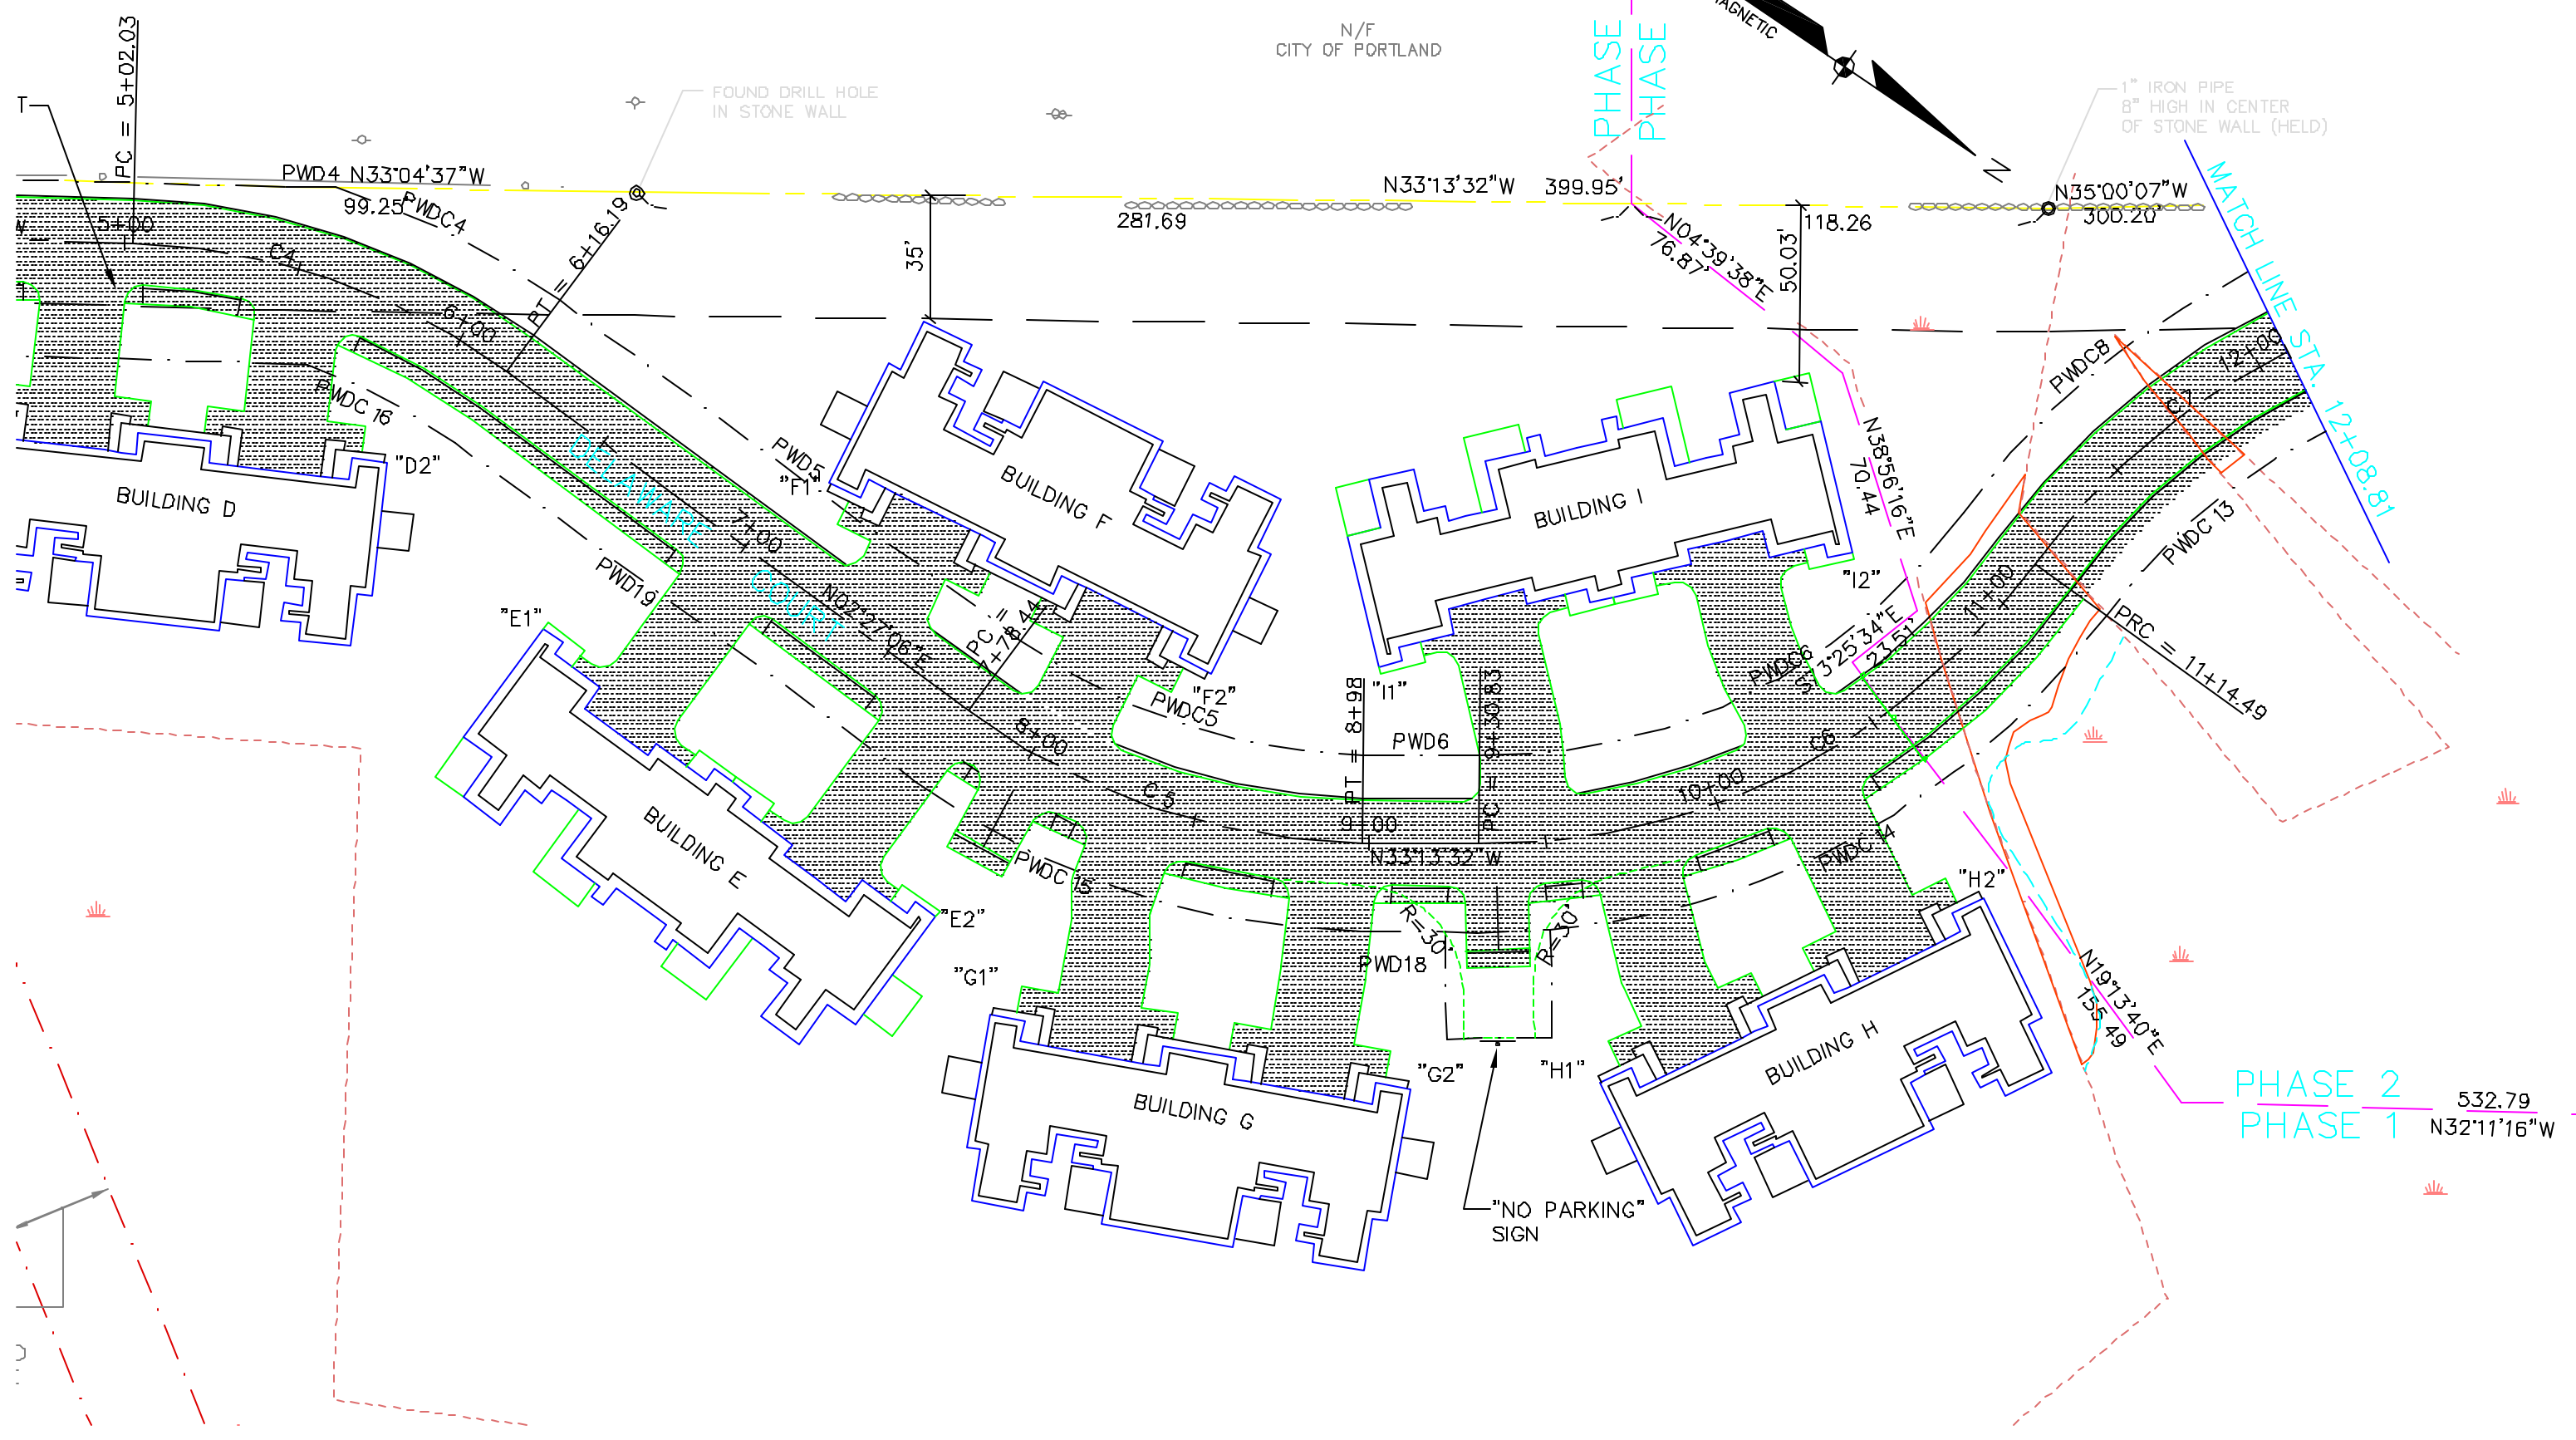 PC = 5+02.03
N/F
CITY OF PORTLAND
PHASE
PHASE
MAGNETIC
N
FOUND DRILL HOLE
IN STONE WALL
1" IRON PIPE
8" HIGH IN CENTER
OF STONE WALL (HELD)
T
PWD4 N33°04'37"W
99.25
PWDC4
5+00
C4
6+00
PT = 6+16.19
35'
281.69
N33°13'32"W 399.95'
N04°39'38"E
76.87'
50.03'
118.26
N35°00'07"W
300.20'
MATCH LINE STA. 12+08.81
12+00
C7
PWDC8
PWDC 16
"D2"
BUILDING D
DELAWARE
COURT
7+00
N02°27'06"E
PWD5
"F1"
BUILDING F
"F2"
PWD19
"E1"
BUILDING E
"E2"
PC = 7+78.44
8+00
PWDC5
C 5
PT = 8+98
"I1"
PWD6
PC = 9+30.83
9+00
N33°13'32"W
BUILDING I
"I2"
N38°56'16"E
70.44
PWDC6
S 3°25'34"E
23.51'
11+00
PWDC 13
PRC = 11+14.49
C6
10+00
PWDC 14
PWDC 15
"G1"
PWD18
R=30'
R=30'
"G2"
"H1"
"H2"
BUILDING G
BUILDING H
"NO PARKING"
SIGN
N19°13'40"E
155.49
PHASE 2
PHASE 1
532.79
N32°11'16"W